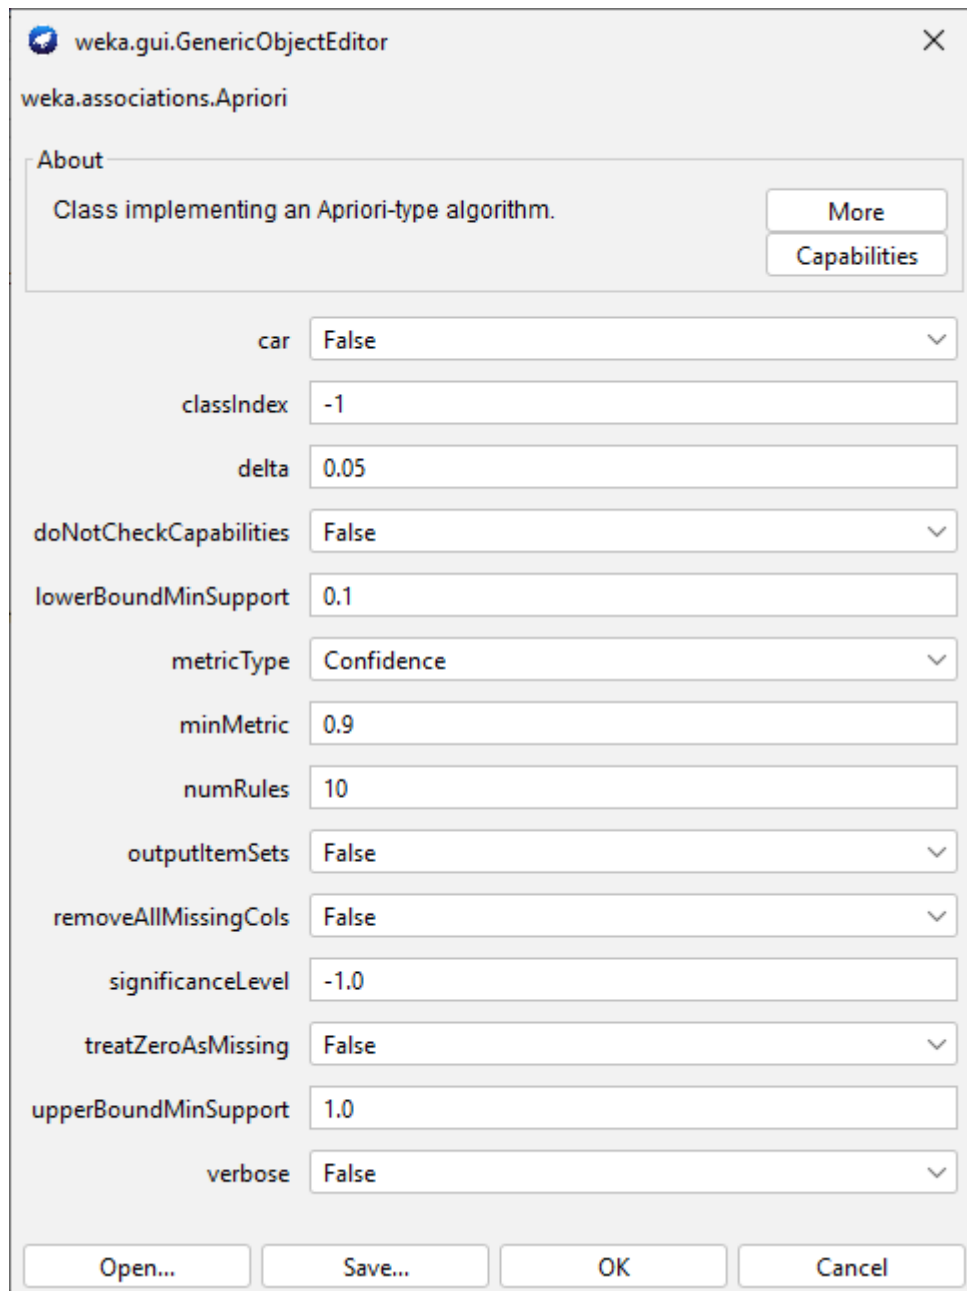 weka.gui.GenericObjectEditor
weka.associations.Apriori
About
Class implementing an Apriori-type algorithm.
More
Capabilities
car False
classIndex -1
delta 0.05
doNotCheckCapabilities False
lowerBoundMinSupport 0.1
metricType Confidence
minMetric 0.9
numRules 10
outputItemSets False
removeAllMissingCols False
significanceLevel -1.0
treatZeroAsMissing False
upperBoundMinSupport 1.0
verbose False
Open... Save... OK Cancel